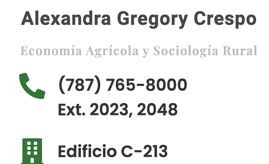 Alexandra Gregory Crespo
Economía Agrícola y Sociología Rural
(787) 765-8000
Ext. 2023, 2048
Edificio C-213